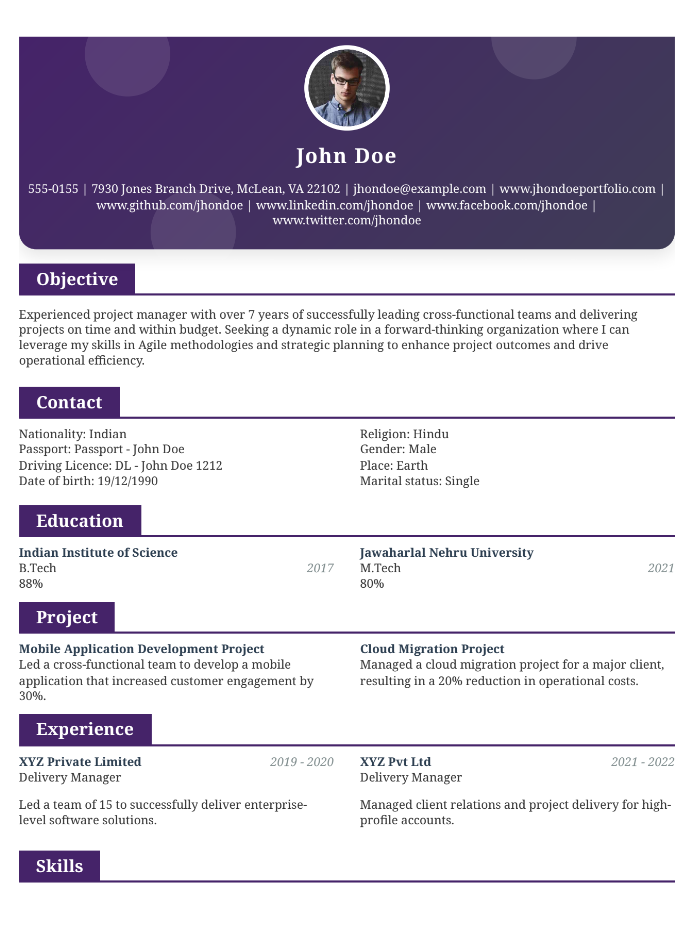 John Doe
555-0155 | 7930 Jones Branch Drive, McLean, VA 22102 | jhondoe@example.com | www.jhondoeportfolio.com |
www.github.com/jhondoe | www.linkedin.com/jhondoe | www.facebook.com/jhondoe |
www.twitter.com/jhondoe
Objective
Experienced project manager with over 7 years of successfully leading cross-functional teams and delivering
projects on time and within budget. Seeking a dynamic role in a forward-thinking organization where I can
leverage my skills in Agile methodologies and strategic planning to enhance project outcomes and drive
operational efficiency.
Contact
Nationality: Indian
Passport: Passport - John Doe
Driving Licence: DL - John Doe 1212
Date of birth: 19/12/1990
Religion: Hindu
Gender: Male
Place: Earth
Marital status: Single
Education
Indian Institute of Science
B.Tech 2017
88%
Jawaharlal Nehru University
M.Tech 2021
80%
Project
Mobile Application Development Project
Led a cross-functional team to develop a mobile
application that increased customer engagement by
30%.
Cloud Migration Project
Managed a cloud migration project for a major client,
resulting in a 20% reduction in operational costs.
Experience
XYZ Private Limited 2019 - 2020
Delivery Manager
Led a team of 15 to successfully deliver enterprise-
level software solutions.
XYZ Pvt Ltd 2021 - 2022
Delivery Manager
Managed client relations and project delivery for high-
profile accounts.
Skills